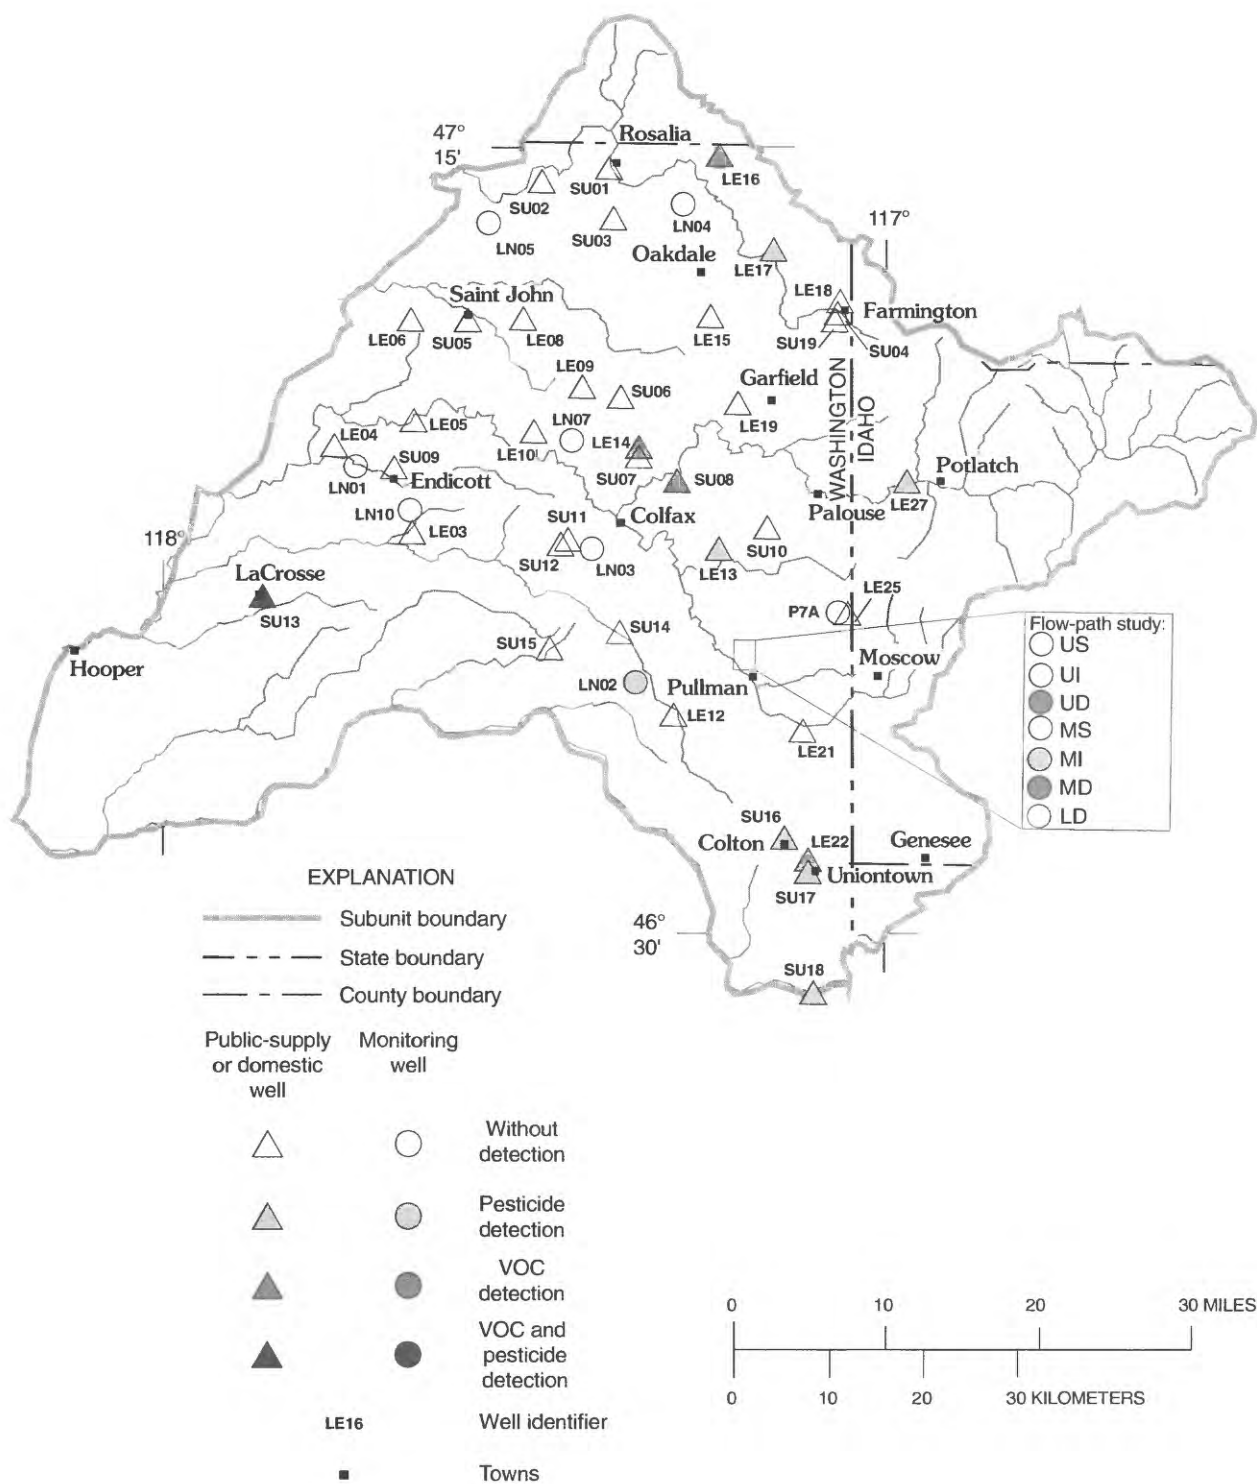 47°
15'
Rosalia
LE16
SU01
SU02
117°
LN05
SU03
LN04
Oakdale
LE17
Saint John
LE18
Farmington
LE06
SU05
LE08
LE15
SU19
SU04
LE09
SU06
Garfield
WASHINGTON
IDAHO
LE04
LE05
LN07
LE19
LE14
LE10
SU09
SU07
SU08
Potlatch
LN01
Endicott
Palouse
LE27
LN10
SU11
Colfax
118°
LE03
SU12
LN03
SU10
LE13
LaCrosse
LE25
P7A
SU13
SU14
Flow-path study:
US
UI
UD
MS
MI
MD
LD
Hooper
SU15
Moscow
LN02
Pullman
LE12
LE21
SU16
Colton
LE22
Genesee
Uniontown
SU17
46°
30'
SU18
EXPLANATION
Subunit boundary
State boundary
County boundary
Public-supply
or domestic
well
Monitoring
well
Without
detection
Pesticide
detection
VOC
detection
VOC and
pesticide
detection
LE16 Well identifier
Towns
0 10 20 30 MILES
0 10 20 30 KILOMETERS